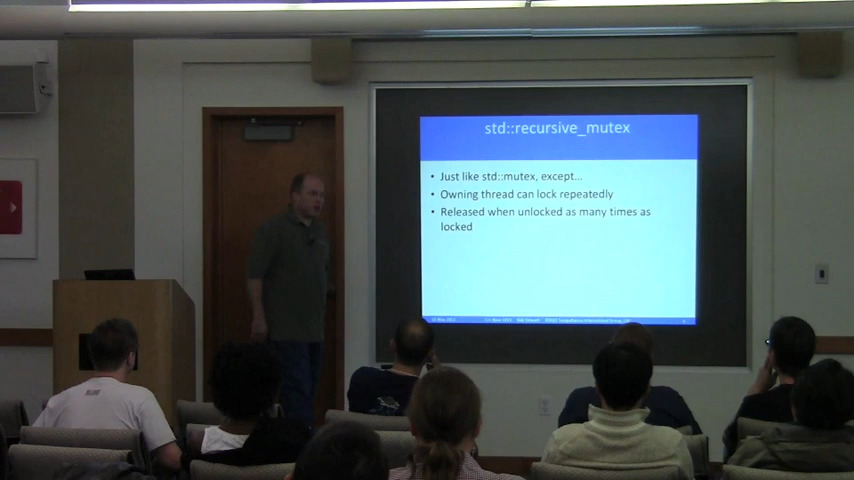 std::recursive_mutex
• Just like std::mutex, except...
• Owning thread can lock repeatedly
• Released when unlocked as many times as
locked